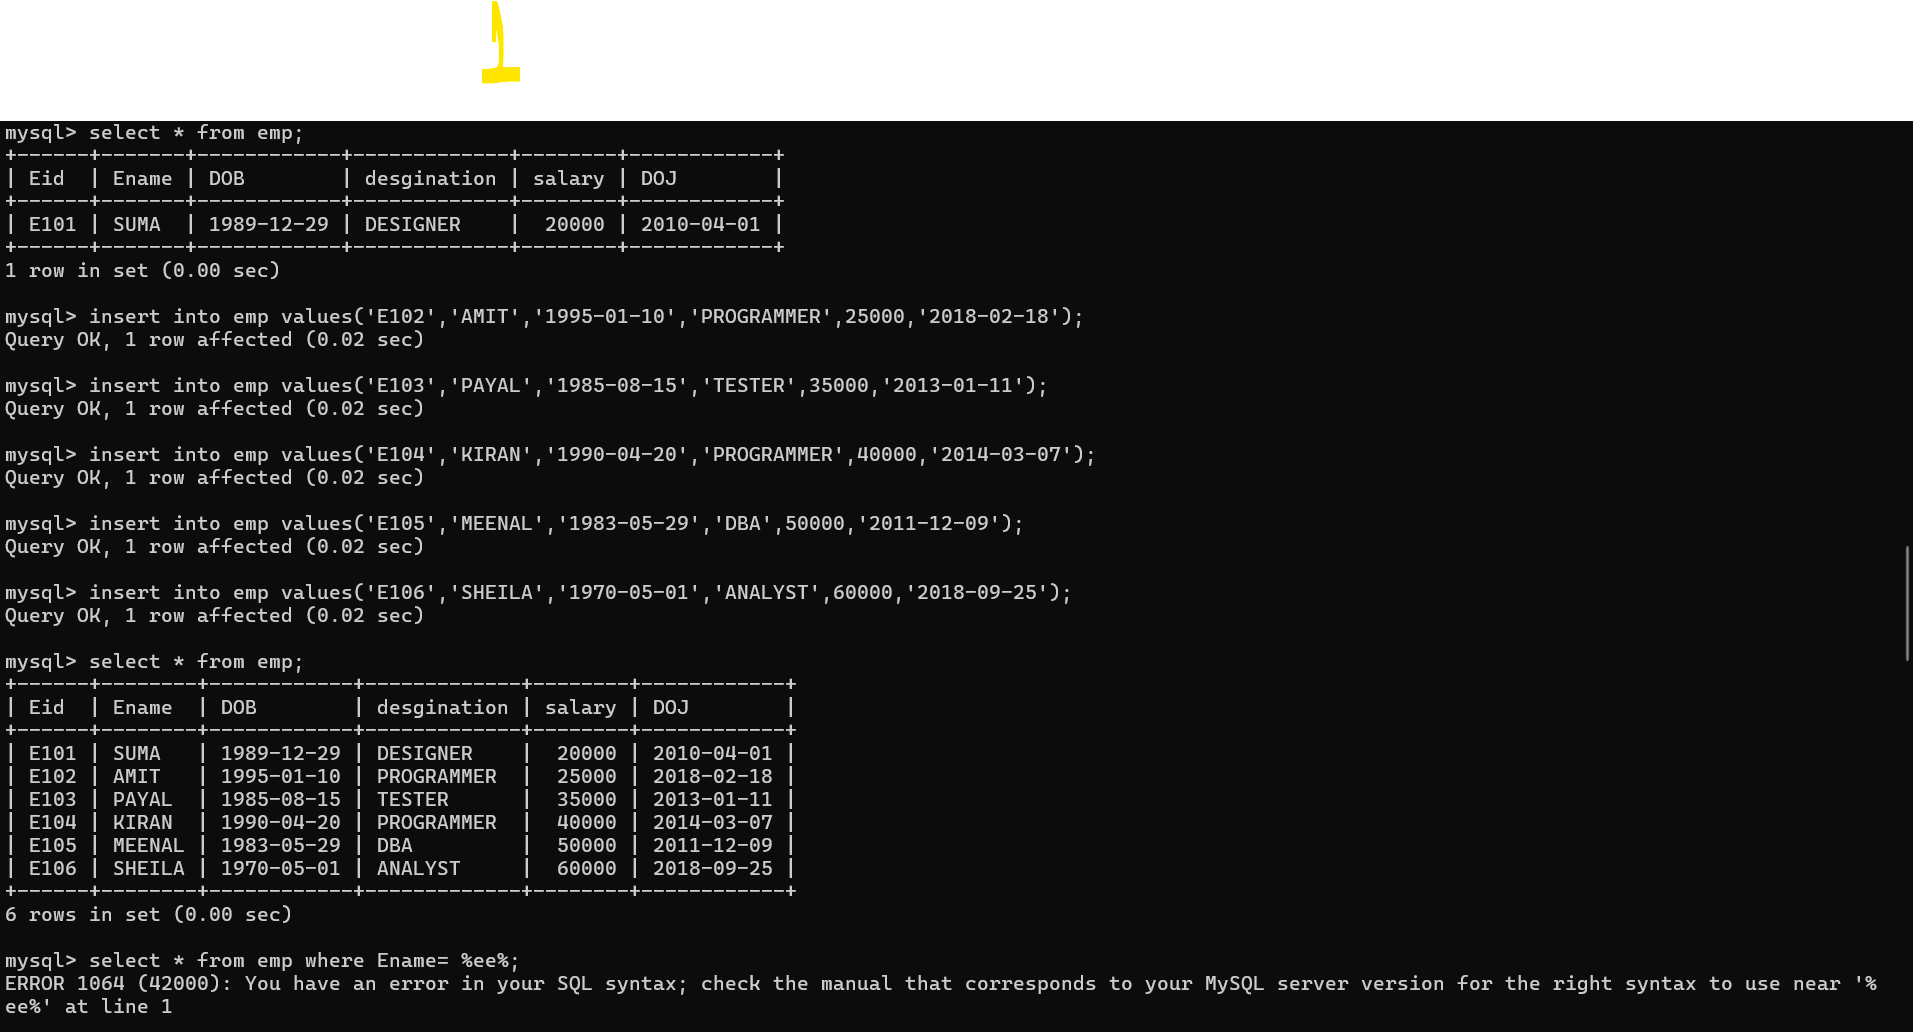 1
mysql> select * from emp;
+------+-------+------------+-------------+--------+------------+
| Eid  | Ename | DOB        | desgination | salary | DOJ        |
+------+-------+------------+-------------+--------+------------+
| E101 | SUMA  | 1989-12-29 | DESIGNER    |  20000 | 2010-04-01 |
+------+-------+------------+-------------+--------+------------+
1 row in set (0.00 sec)
mysql> insert into emp values('E102','AMIT','1995-01-10','PROGRAMMER',25000,'2018-02-18');
Query OK, 1 row affected (0.02 sec)
mysql> insert into emp values('E103','PAYAL','1985-08-15','TESTER',35000,'2013-01-11');
Query OK, 1 row affected (0.02 sec)
mysql> insert into emp values('E104','KIRAN','1990-04-20','PROGRAMMER',40000,'2014-03-07');
Query OK, 1 row affected (0.02 sec)
mysql> insert into emp values('E105','MEENAL','1983-05-29','DBA',50000,'2011-12-09');
Query OK, 1 row affected (0.02 sec)
mysql> insert into emp values('E106','SHEILA','1970-05-01','ANALYST',60000,'2018-09-25');
Query OK, 1 row affected (0.02 sec)
mysql> select * from emp;
+------+--------+------------+-------------+--------+------------+
| Eid  | Ename  | DOB        | desgination | salary | DOJ        |
+------+--------+------------+-------------+--------+------------+
| E101 | SUMA   | 1989-12-29 | DESIGNER    |  20000 | 2010-04-01 |
| E102 | AMIT   | 1995-01-10 | PROGRAMMER  |  25000 | 2018-02-18 |
| E103 | PAYAL  | 1985-08-15 | TESTER      |  35000 | 2013-01-11 |
| E104 | KIRAN  | 1990-04-20 | PROGRAMMER  |  40000 | 2014-03-07 |
| E105 | MEENAL | 1983-05-29 | DBA         |  50000 | 2011-12-09 |
| E106 | SHEILA | 1970-05-01 | ANALYST     |  60000 | 2018-09-25 |
+------+--------+------------+-------------+--------+------------+
6 rows in set (0.00 sec)
mysql> select * from emp where Ename= %ee%;
ERROR 1064 (42000): You have an error in your SQL syntax; check the manual that corresponds to your MySQL server version for the right syntax to use near '%
ee%' at line 1